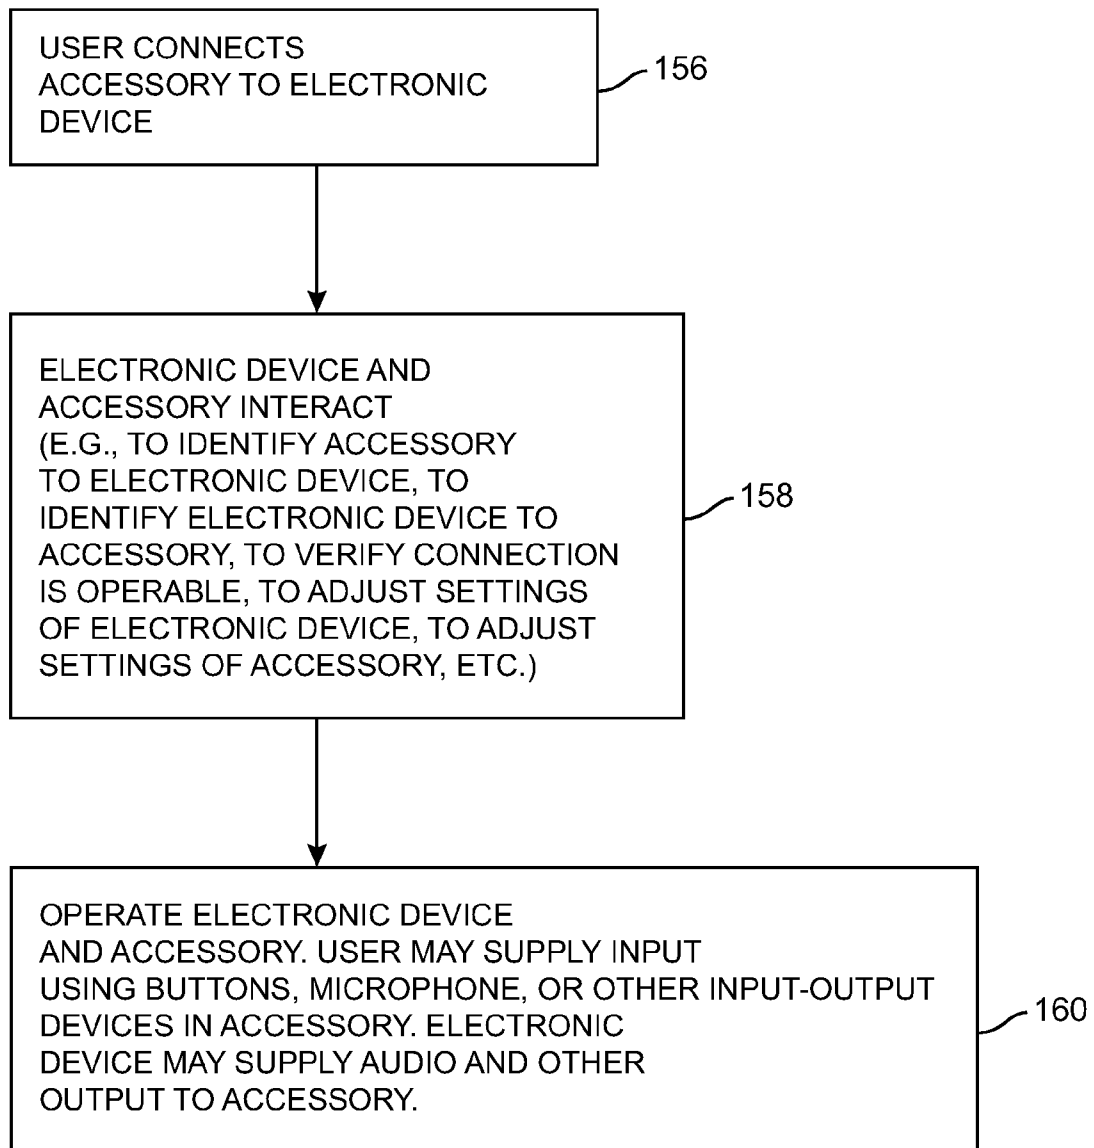 USER CONNECTS
ACCESSORY TO ELECTRONIC
DEVICE
156
ELECTRONIC DEVICE AND
ACCESSORY INTERACT
(E.G., TO IDENTIFY ACCESSORY
TO ELECTRONIC DEVICE, TO
IDENTIFY ELECTRONIC DEVICE TO
ACCESSORY, TO VERIFY CONNECTION
IS OPERABLE, TO ADJUST SETTINGS
OF ELECTRONIC DEVICE, TO ADJUST
SETTINGS OF ACCESSORY, ETC.)
158
OPERATE ELECTRONIC DEVICE
AND ACCESSORY. USER MAY SUPPLY INPUT
USING BUTTONS, MICROPHONE, OR OTHER INPUT-OUTPUT
DEVICES IN ACCESSORY. ELECTRONIC
DEVICE MAY SUPPLY AUDIO AND OTHER
OUTPUT TO ACCESSORY.
160